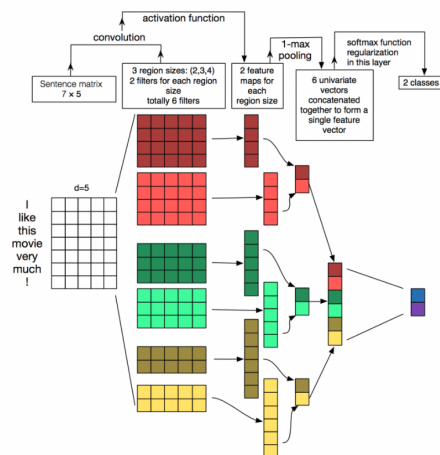 activation function
convolution
1-max
pooling
softmax function
regularization
in this layer
Sentence matrix
7 × 5
3 region sizes: (2,3,4)
2 filters for each region
size
totally 6 filters
2 feature
maps for
each
region size
6 univariate
vectors
concatenated
together to form a
single feature
vector
2 classes
d=5
I
like
this
movie
very
much
!